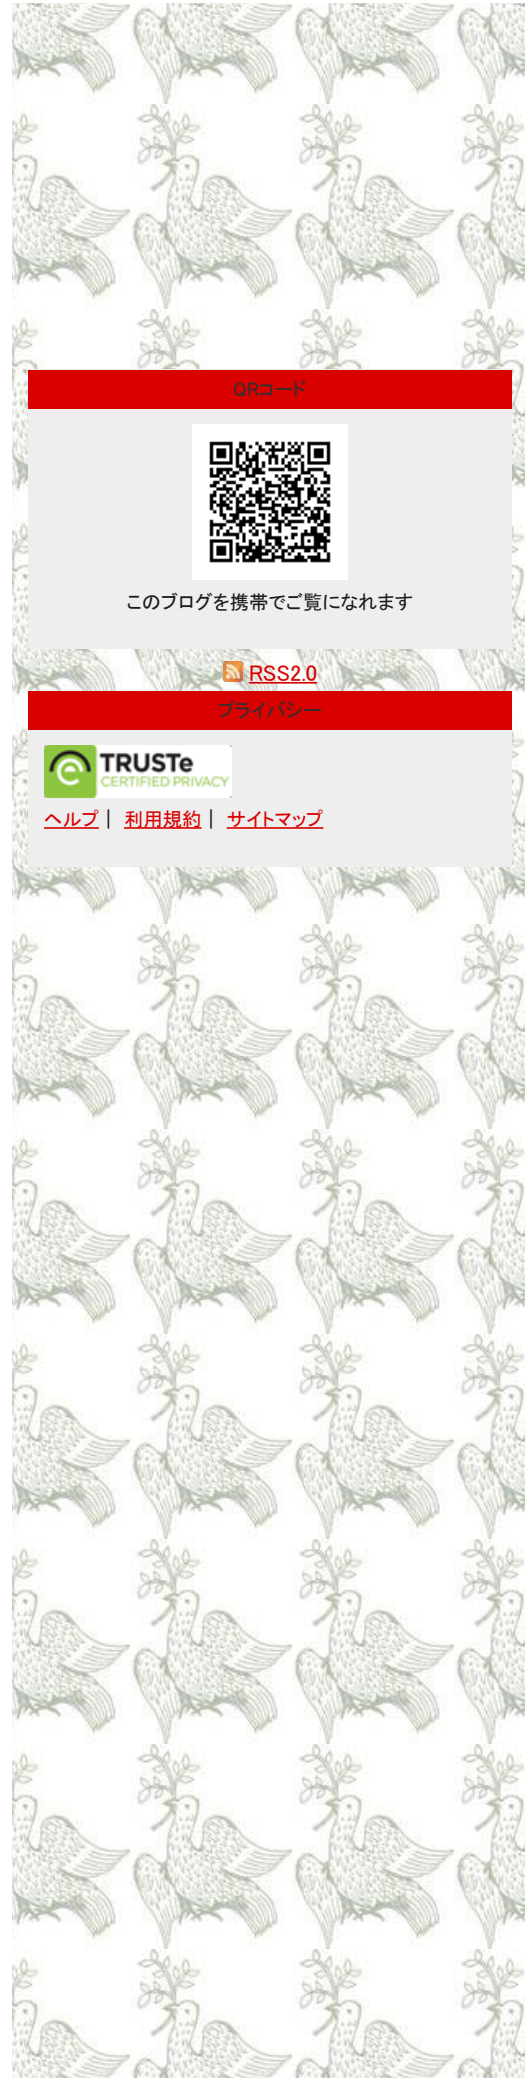 QRコード
このブログを携帯でご覧になれます
RSS2.0
プライバシー
TRUSTe
CERTIFIED PRIVACY
ヘルプ | 利用規約 | サイトマップ